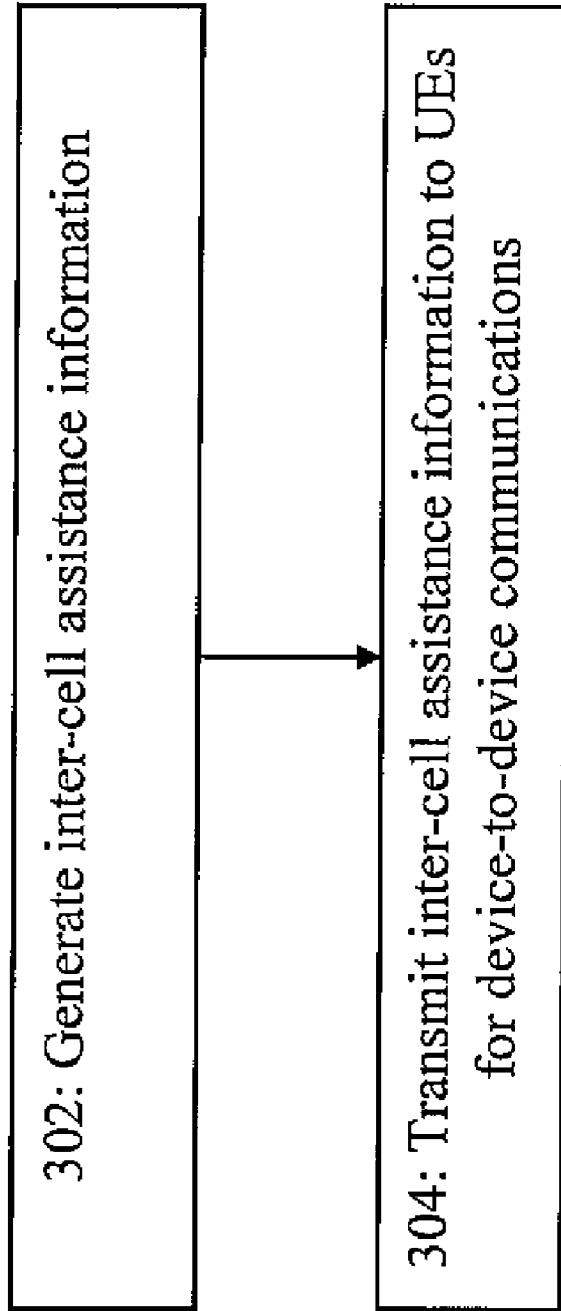 302: Generate inter-cell assistance information
304: Transmit inter-cell assistance information to UEs
for device-to-device communications